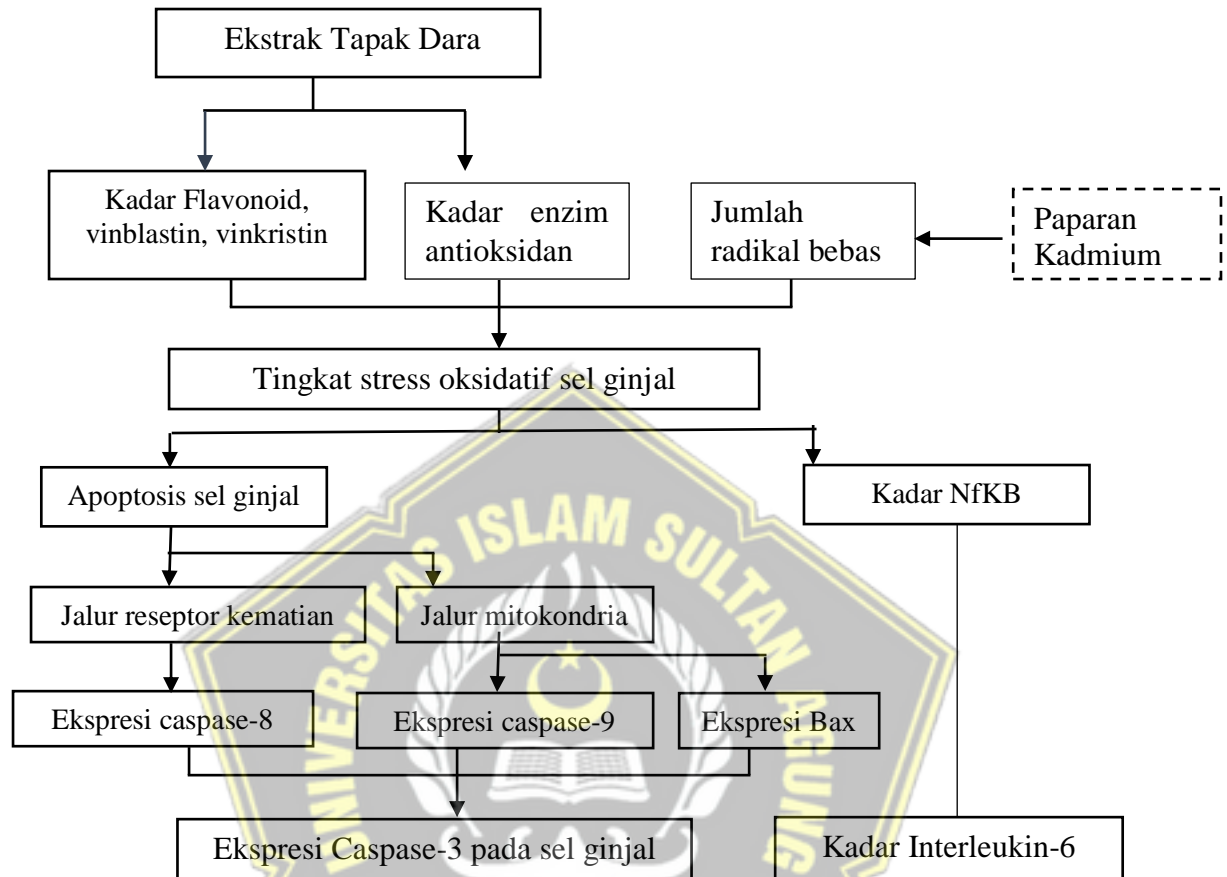 Ekstrak Tapak Dara
Kadar Flavonoid,
vinblastin, vinkristin
Kadar enzim
antioksidan
Jumlah
radikal bebas
Paparan
Kadmium
Tingkat stress oksidatif sel ginjal
Apoptosis sel ginjal
Kadar NfKB
Jalur reseptor kematian
Jalur mitokondria
Ekspresi caspase-8
Ekspresi caspase-9
Ekspresi Bax
Ekspresi Caspase-3 pada sel ginjal
Kadar Interleukin-6
UNIVERSITAS ISLAM SULTAN AGUNG